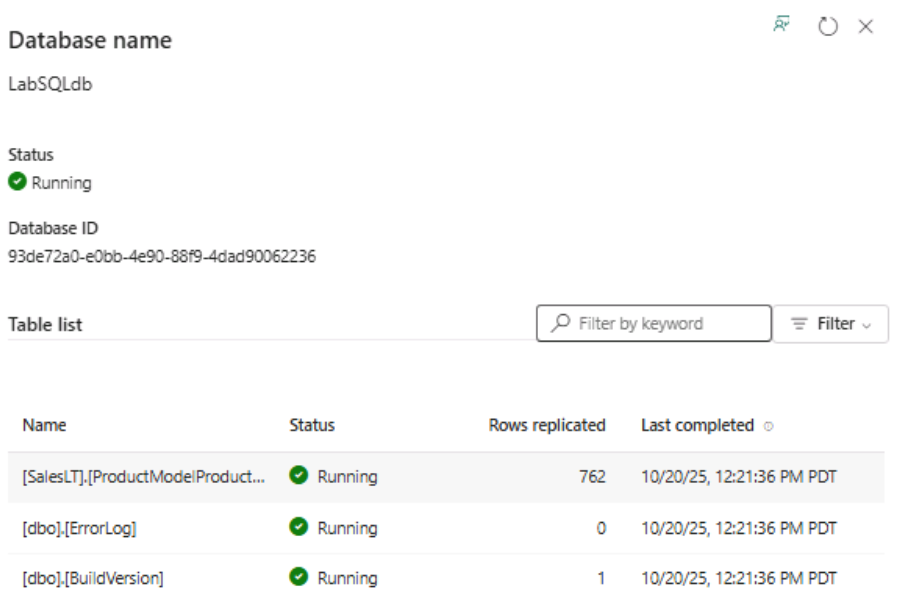 Database name
LabSQLdb
Status
Running
Database ID
93de72a0-e0bb-4e90-88f9-4dad90062236
Table list
Filter by keyword
Filter
Name Status Rows replicated Last completed
[SalesLT].[ProductModelProduct... Running 762 10/20/25, 12:21:36 PM PDT
[dbo].[ErrorLog] Running 0 10/20/25, 12:21:36 PM PDT
[dbo].[BuildVersion] Running 1 10/20/25, 12:21:36 PM PDT